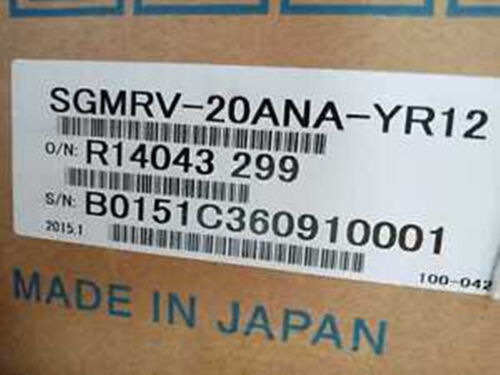 SGMRV-20ANA-YR12
O/N: R14043 299
S/N: B0151C360910001
2015.1
100-042
MADE IN JAPAN